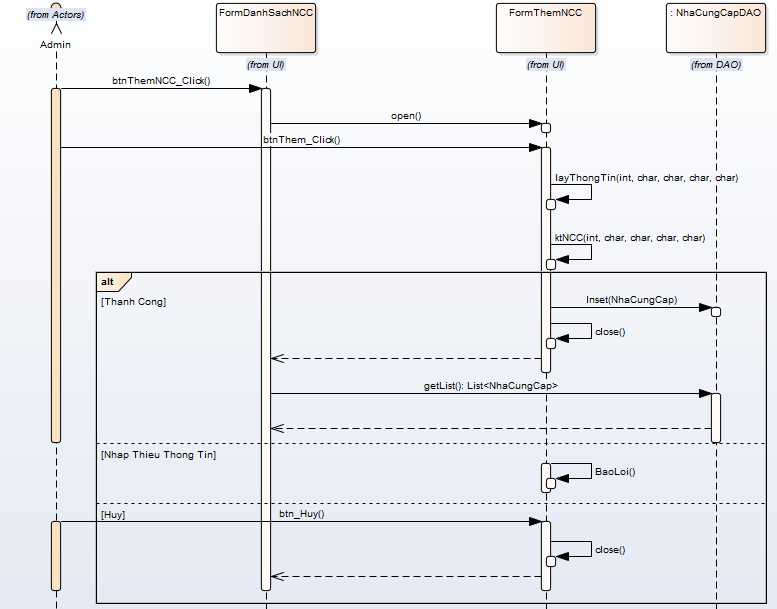 (from Actors)
Admin
FormDanhSachNCC
(from UI)
FormThemNCC
(from UI)
: NhaCungCapDAO
(from DAO)
btnThemNCC_Click()
open()
btnThem_Click()
layThongTin(int, char, char, char, char)
ktNCC(int, char, char, char, char)
alt
[Thanh Cong]
Inset(NhaCungCap)
close()
getList(): List<NhaCungCap>
[Nhap Thieu Thong Tin]
BaoLoi()
[Huy]
btn_Huy()
close()